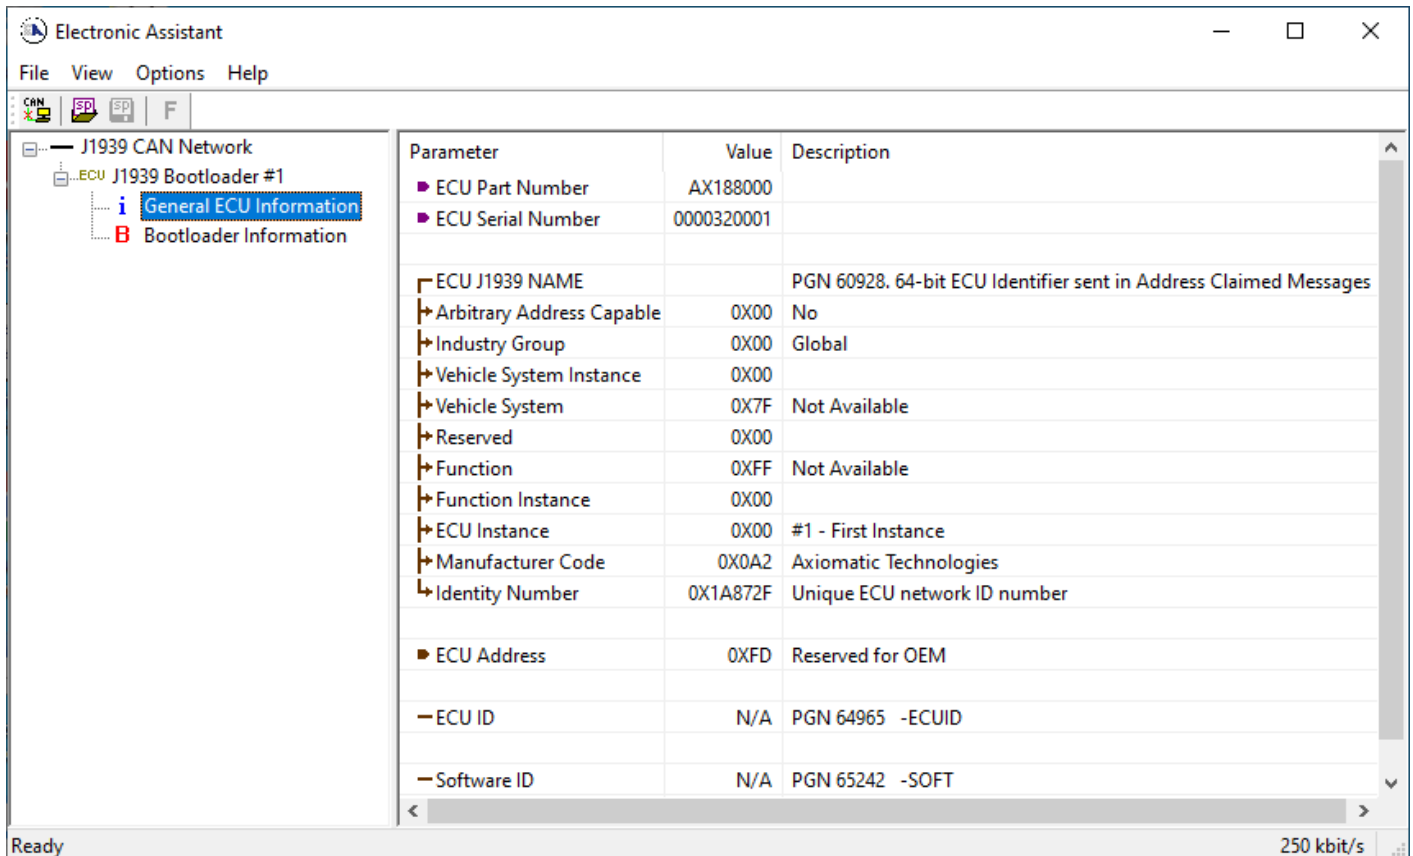 Electronic Assistant
File View Options Help
CAN SP SP F
J1939 CAN Network
ECU J1939 Bootloader #1
i General ECU Information
B Bootloader Information
Parameter Value Description
ECU Part Number AX188000
ECU Serial Number 0000320001
ECU J1939 NAME PGN 60928. 64-bit ECU Identifier sent in Address Claimed Messages
Arbitrary Address Capable 0X00 No
Industry Group 0X00 Global
Vehicle System Instance 0X00
Vehicle System 0X7F Not Available
Reserved 0X00
Function 0XFF Not Available
Function Instance 0X00
ECU Instance 0X00 #1 - First Instance
Manufacturer Code 0X0A2 Axiomatic Technologies
Identity Number 0X1A872F Unique ECU network ID number
ECU Address 0XFD Reserved for OEM
ECU ID N/A PGN 64965 -ECUID
Software ID N/A PGN 65242 -SOFT
Ready 250 kbit/s